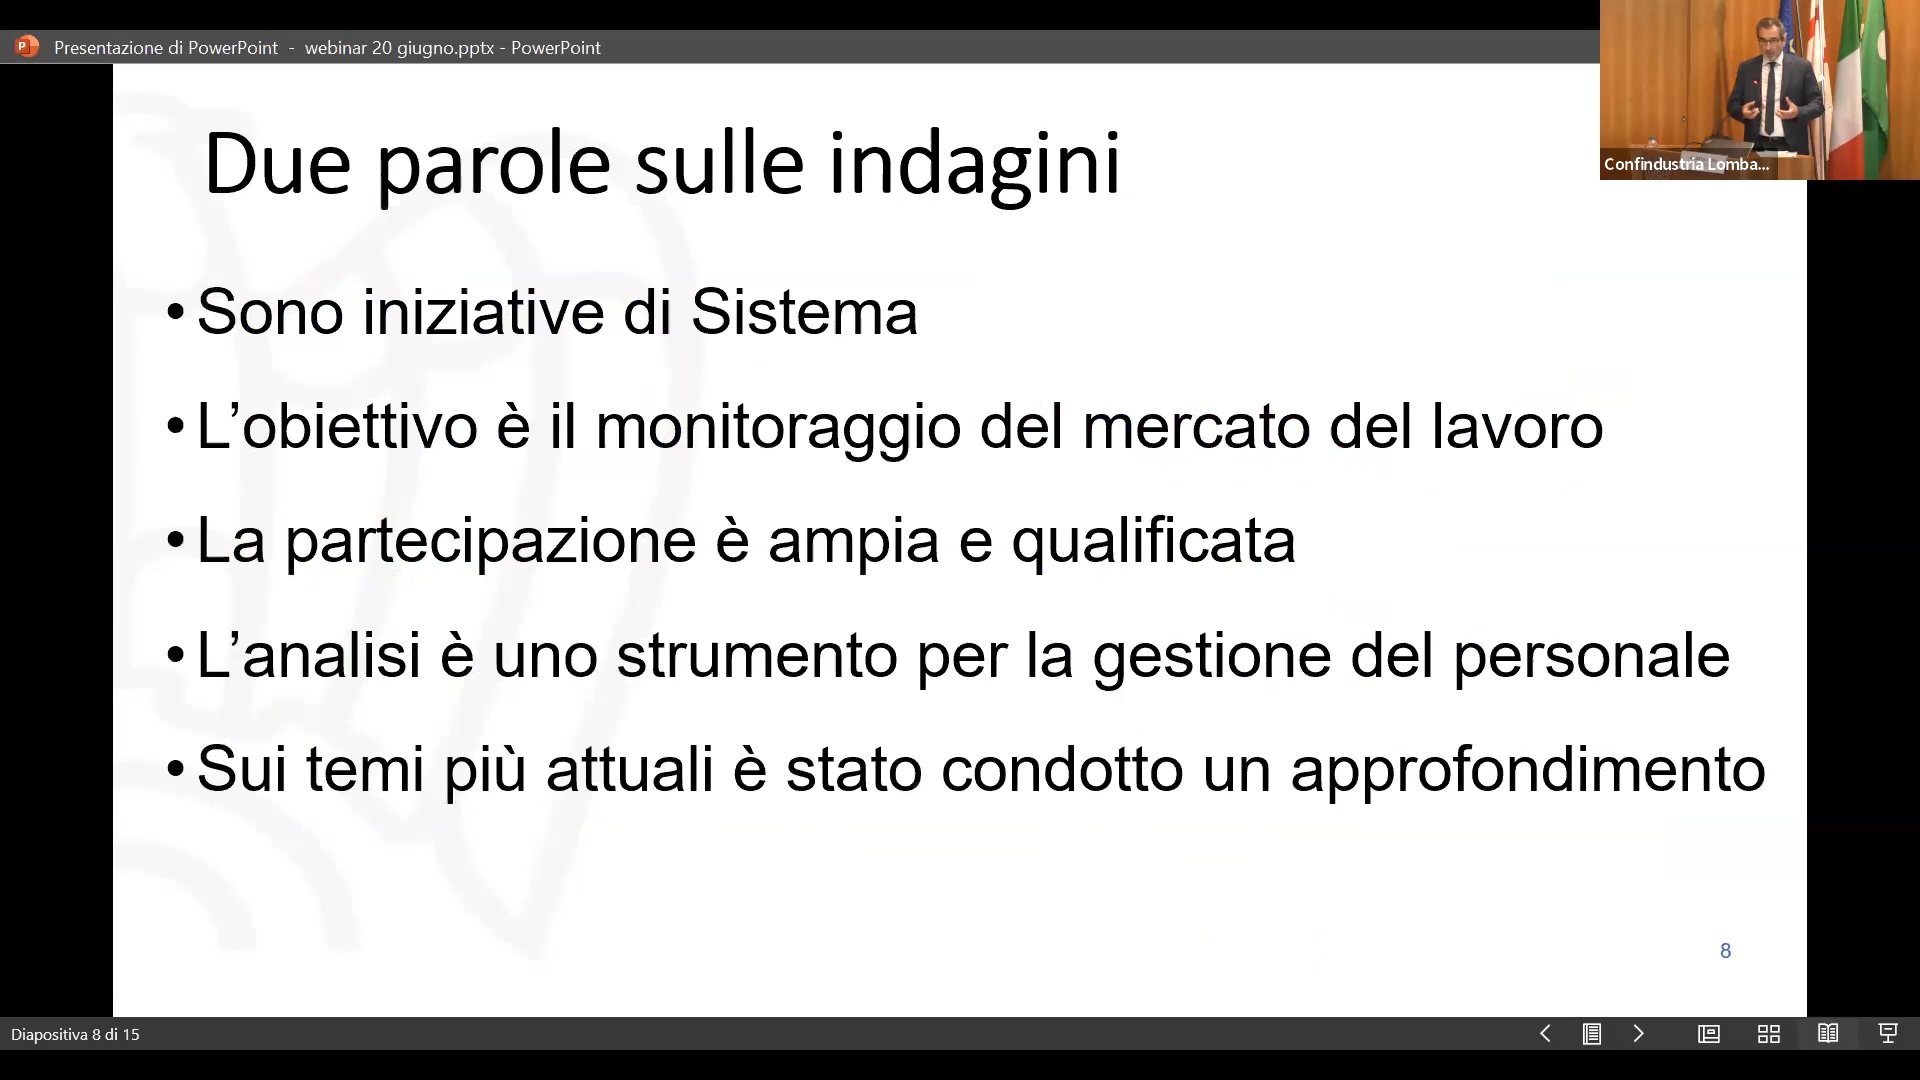 Presentazione di PowerPoint - webinar 20 giugno.pptx - PowerPoint
Confindustria Lomba...
Due parole sulle indagini
• Sono iniziative di Sistema
• L’obiettivo è il monitoraggio del mercato del lavoro
• La partecipazione è ampia e qualificata
• L’analisi è uno strumento per la gestione del personale
• Sui temi più attuali è stato condotto un approfondimento
8
Diapositiva 8 di 15